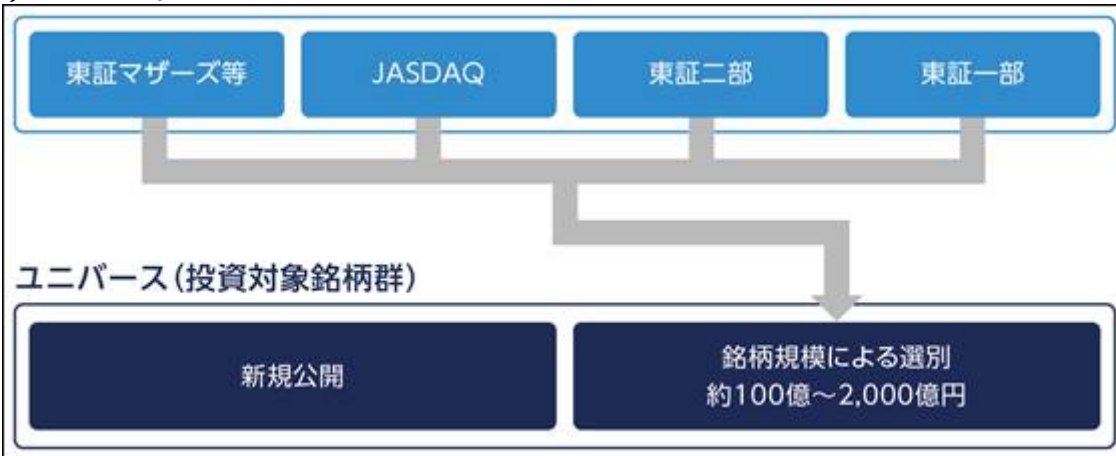 東証マザーズ等
JASDAQ
東証二部
東証一部
ユニバース(投資対象銘柄群)
新規公開
銘柄規模による選別
約100億～2,000億円